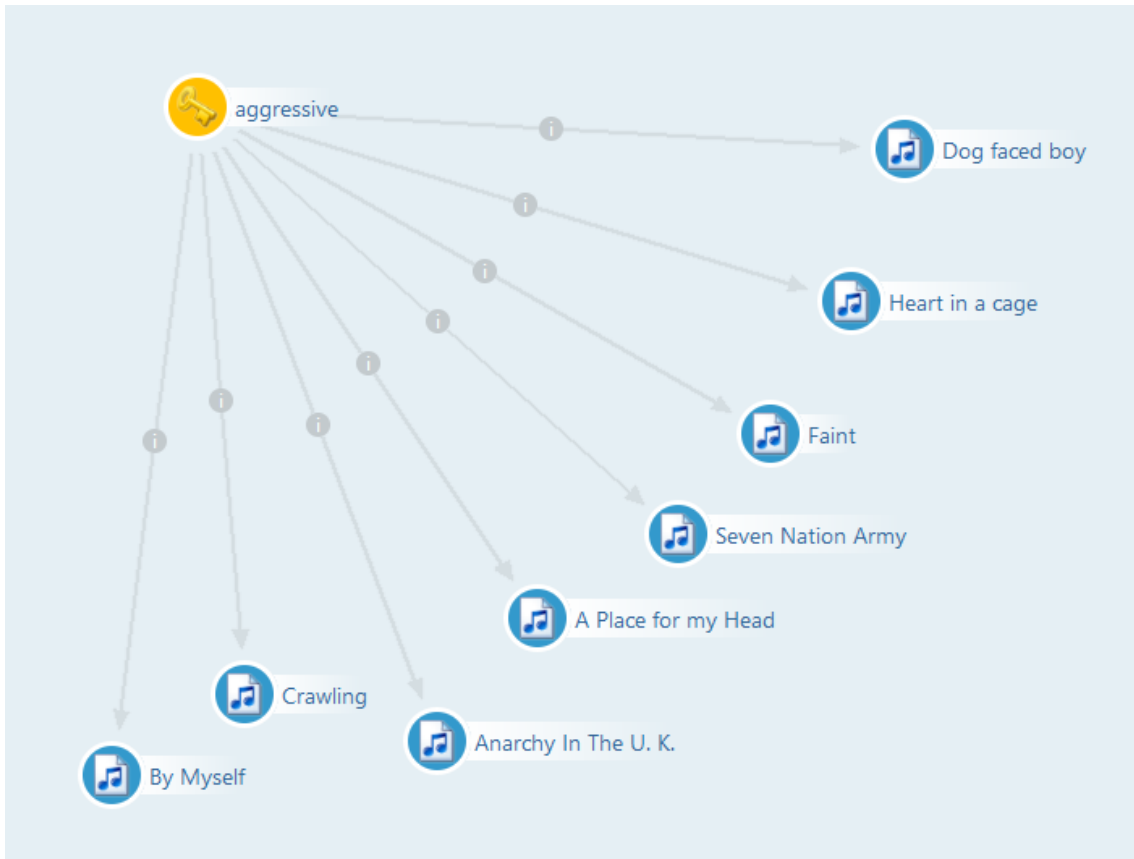 aggressive
Dog faced boy
Heart in a cage
Faint
Seven Nation Army
A Place for my Head
Crawling
Anarchy In The U. K.
By Myself